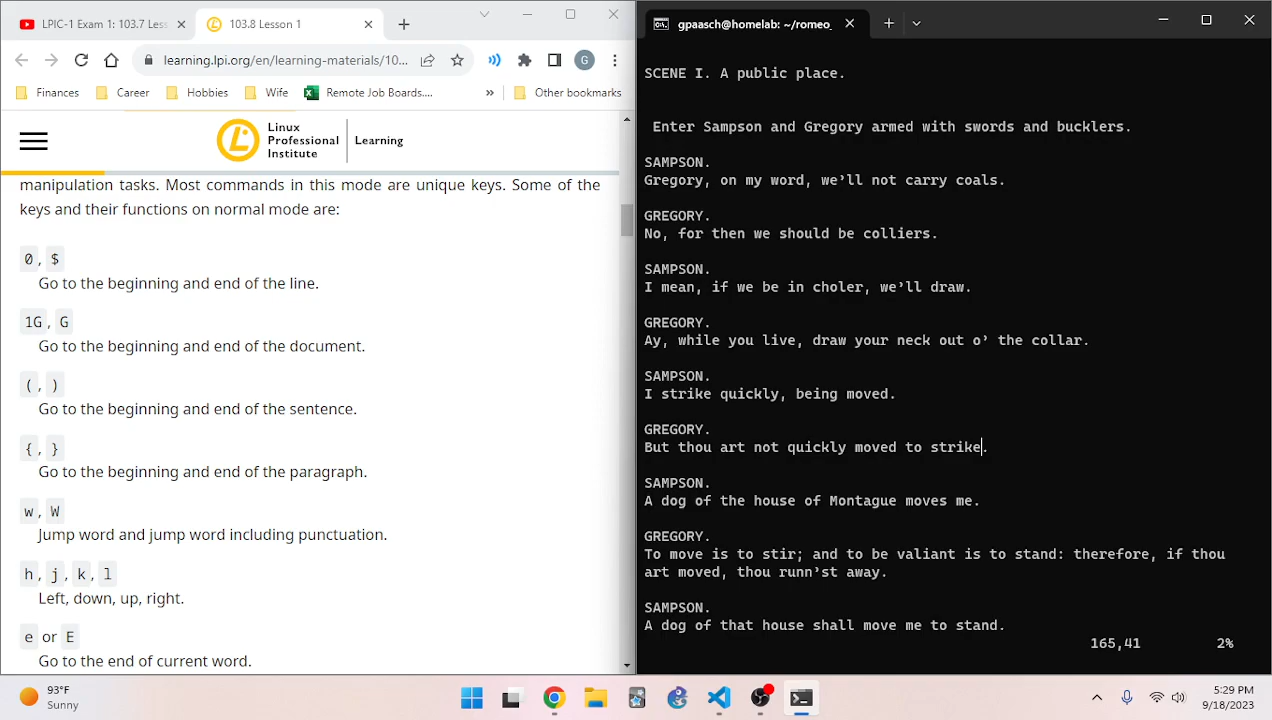 LPIC-1 Exam 1: 103.7 Excerc
103.8 Lesson 1
learning.lpi.org/en/learning-materials/10...
G
Finances
Career
Hobbies
Wife
Remote Job Boards....
»
Other bookmarks
Linux
Professional
Institute
Learning
manipulation tasks. Most commands in this mode are unique keys. Some of the
keys and their functions on normal mode are:
0, $
Go to the beginning and end of the line.
1G, G
Go to the beginning and end of the document.
(, )
Go to the beginning and end of the sentence.
{, }
Go to the beginning and end of the paragraph.
w, W
Jump word and jump word including punctuation.
h, j, k, l
Left, down, up, right.
e or E
Go to the end of current word.
gpaasch@homelab: ~/romeo_
SCENE I. A public place.
Enter Sampson and Gregory armed with swords and bucklers.
SAMPSON.
Gregory, on my word, we’ll not carry coals.
GREGORY.
No, for then we should be colliers.
SAMPSON.
I mean, if we be in choler, we’ll draw.
GREGORY.
Ay, while you live, draw your neck out o’ the collar.
SAMPSON.
I strike quickly, being moved.
GREGORY.
But thou art not quickly moved to strike.
SAMPSON.
A dog of the house of Montague moves me.
GREGORY.
To move is to stir; and to be valiant is to stand: therefore, if thou
art moved, thou runn’st away.
SAMPSON.
A dog of that house shall move me to stand.
165,41 2%
93°F
Sunny
5:29 PM
9/18/2023